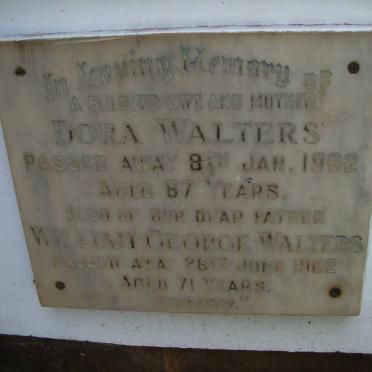 In Loving Memory of
A BELOVED WIFE AND MOTHER
DORA WALTERS
PASSED AWAY 8TH JAN. 1962
AGED 67 YEARS.
ALSO OF OUR DEAR FATHER
WILLIAM GEORGE WALTERS
PASSED AWAY 26TH JUNE 1962
AGED 71 YEARS.